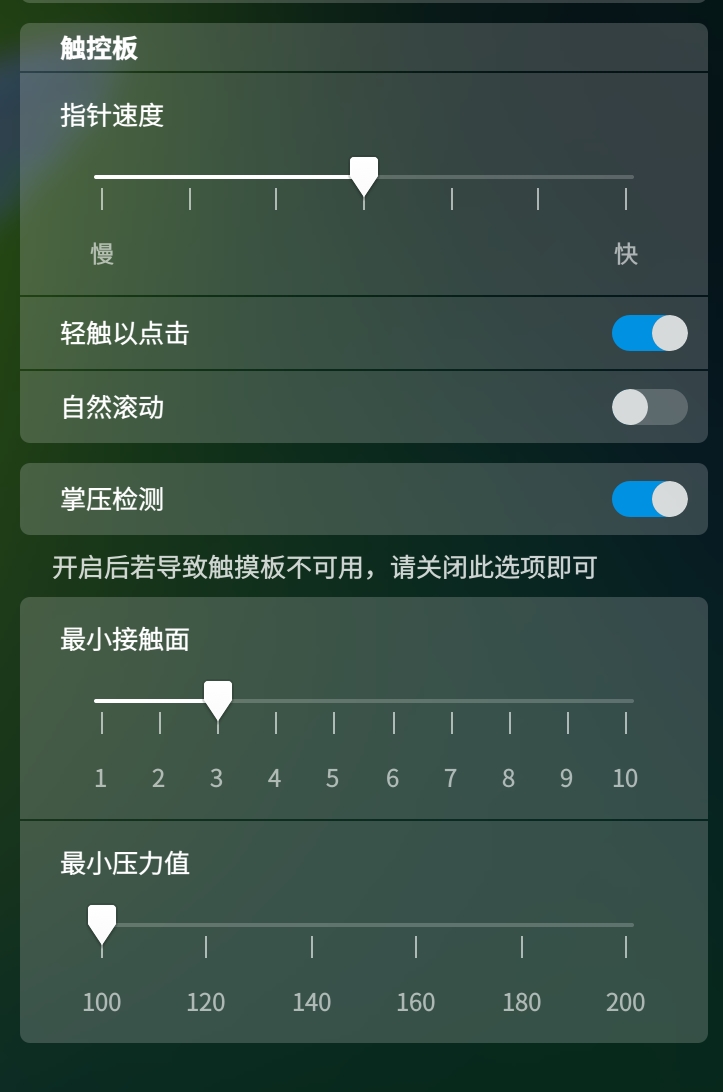 触控板
指针速度
慢 快
轻触以点击
自然滚动
掌压检测
开启后若导致触摸板不可用，请关闭此选项即可
最小接触面
1 2 3 4 5 6 7 8 9 10
最小压力值
100 120 140 160 180 200